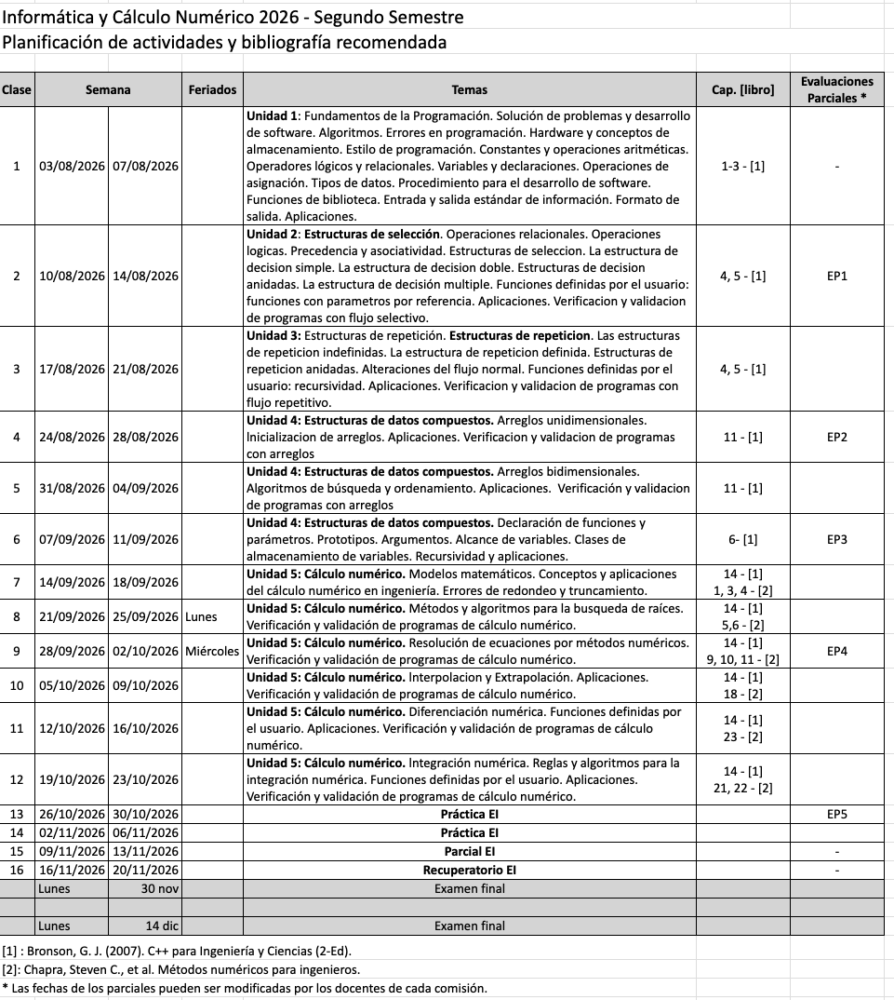 Informática y Cálculo Numérico 2026 - Segundo Semestre
Planificación de actividades y bibliografía recomendada
Clase Semana Feriados Temas Cap. [libro] Evaluaciones
Parciales *
1 03/08/2026 07/08/2026
Unidad 1: Fundamentos de la Programación. Solución de problemas y desarrollo
de software. Algoritmos. Errores en programación. Hardware y conceptos de
almacenamiento. Estilo de programación. Constantes y operaciones aritméticas.
Operadores lógicos y relacionales. Variables y declaraciones. Operaciones de
asignación. Tipos de datos. Procedimiento para el desarrollo de software.
Funciones de biblioteca. Entrada y salida estándar de información. Formato de
salida. Aplicaciones.
1-3 - [1] -
2 10/08/2026 14/08/2026
Unidad 2: Estructuras de selección. Operaciones relacionales. Operaciones
logicas. Precedencia y asociatividad. Estructuras de seleccion. La estructura de
decision simple. La estructura de decision doble. Estructuras de decision
anidadas. La estructura de decisión multiple. Funciones definidas por el usuario:
funciones con parametros por referencia. Aplicaciones. Verificacion y validacion
de programas con flujo selectivo.
4, 5 - [1] EP1
3 17/08/2026 21/08/2026
Unidad 3: Estructuras de repetición. Estructuras de repeticion. Las estructuras
de repeticion indefinidas. La estructura de repeticion definida. Estructuras de
repeticion anidadas. Alteraciones del flujo normal. Funciones definidas por el
usuario: recursividad. Aplicaciones. Verificacion y validacion de programas con
flujo repetitivo.
4, 5 - [1]
4 24/08/2026 28/08/2026
Unidad 4: Estructuras de datos compuestos. Arreglos unidimensionales.
Inicializacion de arreglos. Aplicaciones. Verificacion y validacion de programas
con arreglos
11 - [1] EP2
5 31/08/2026 04/09/2026
Unidad 4: Estructuras de datos compuestos. Arreglos bidimensionales.
Algoritmos de búsqueda y ordenamiento. Aplicaciones. Verificación y validacion
de programas con arreglos
11 - [1]
6 07/09/2026 11/09/2026
Unidad 4: Estructuras de datos compuestos. Declaración de funciones y
parámetros. Prototipos. Argumentos. Alcance de variables. Clases de
almacenamiento de variables. Recursividad y aplicaciones.
6- [1] EP3
7 14/09/2026 18/09/2026
Unidad 5: Cálculo numérico. Modelos matemáticos. Conceptos y aplicaciones
del cálculo numérico en ingeniería. Errores de redondeo y truncamiento.
14 - [1]
1, 3, 4 - [2]
8 21/09/2026 25/09/2026 Lunes
Unidad 5: Cálculo numérico. Métodos y algoritmos para la busqueda de raíces.
Verificación y validación de programas de cálculo numérico.
14 - [1]
5,6 - [2]
9 28/09/2026 02/10/2026 Miércoles
Unidad 5: Cálculo numérico. Resolución de ecuaciones por métodos numéricos.
Verificación y validación de programas de cálculo numérico.
14 - [1]
9, 10, 11 - [2]
EP4
10 05/10/2026 09/10/2026
Unidad 5: Cálculo numérico. Interpolacion y Extrapolación. Aplicaciones.
Verificación y validación de programas de cálculo numérico.
14 - [1]
18 - [2]
11 12/10/2026 16/10/2026
Unidad 5: Cálculo numérico. Diferenciación numérica. Funciones definidas por
el usuario. Aplicaciones. Verificación y validación de programas de cálculo
numérico.
14 - [1]
23 - [2]
12 19/10/2026 23/10/2026
Unidad 5: Cálculo numérico. Integración numérica. Reglas y algoritmos para la
integración numérica. Funciones definidas por el usuario. Aplicaciones.
Verificación y validación de programas de cálculo numérico.
14 - [1]
21, 22 - [2]
13 26/10/2026 30/10/2026 Práctica EI EP5
14 02/11/2026 06/11/2026 Práctica EI
15 09/11/2026 13/11/2026 Parcial EI -
16 16/11/2026 20/11/2026 Recuperatorio EI -
Lunes 30 nov Examen final
Lunes 14 dic Examen final
[1] : Bronson, G. J. (2007). C++ para Ingeniería y Ciencias (2-Ed).
[2]: Chapra, Steven C., et al. Métodos numéricos para ingenieros.
* Las fechas de los parciales pueden ser modificadas por los docentes de cada comisión.